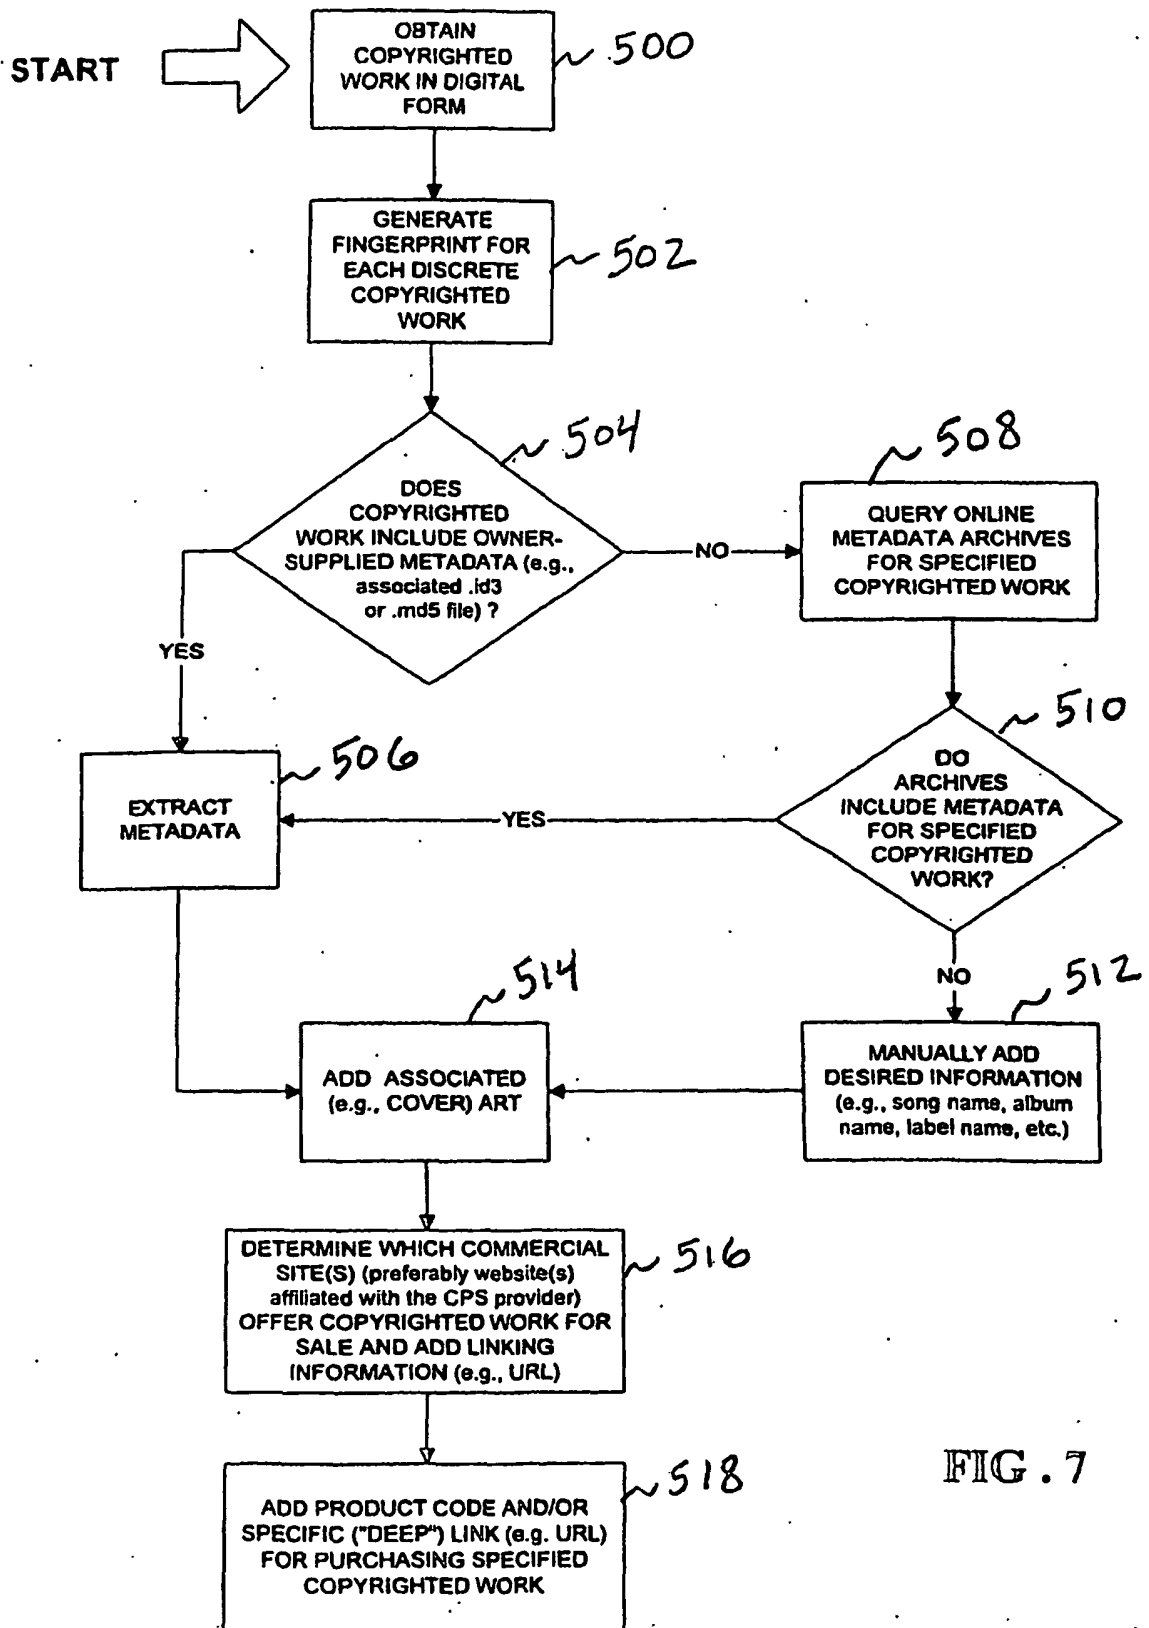 START
OBTAIN
COPYRIGHTED
WORK IN DIGITAL
FORM
500
GENERATE
FINGERPRINT FOR
EACH DISCRETE
COPYRIGHTED
WORK
502
504
DOES
COPYRIGHTED
WORK INCLUDE OWNER-
SUPPLIED METADATA (e.g.,
associated .id3
or .md5 file) ?
NO
YES
508
QUERY ONLINE
METADATA ARCHIVES
FOR SPECIFIED
COPYRIGHTED WORK
510
DO
ARCHIVES
INCLUDE METADATA
FOR SPECIFIED
COPYRIGHTED
WORK?
YES
NO
506
EXTRACT
METADATA
512
MANUALLY ADD
DESIRED INFORMATION
(e.g., song name, album
name, label name, etc.)
514
ADD ASSOCIATED
(e.g., COVER) ART
516
DETERMINE WHICH COMMERCIAL
SITE(S) (preferably website(s)
affiliated with the CPS provider)
OFFER COPYRIGHTED WORK FOR
SALE AND ADD LINKING
INFORMATION (e.g., URL)
518
ADD PRODUCT CODE AND/OR
SPECIFIC ("DEEP") LINK (e.g. URL)
FOR PURCHASING SPECIFIED
COPYRIGHTED WORK
FIG. 7